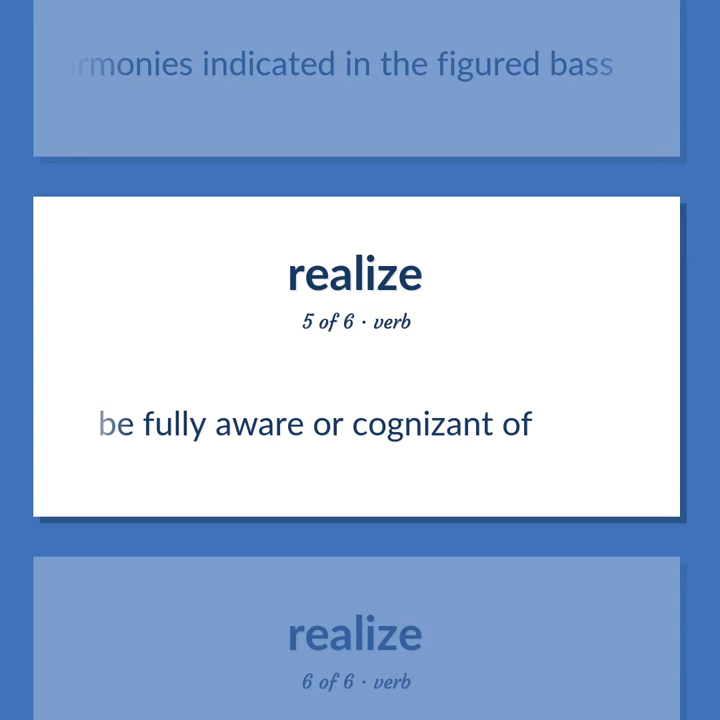 rmonies indicated in the figured bass
realize
5 of 6 · verb
be fully aware or cognizant of
realize
6 of 6 · verb